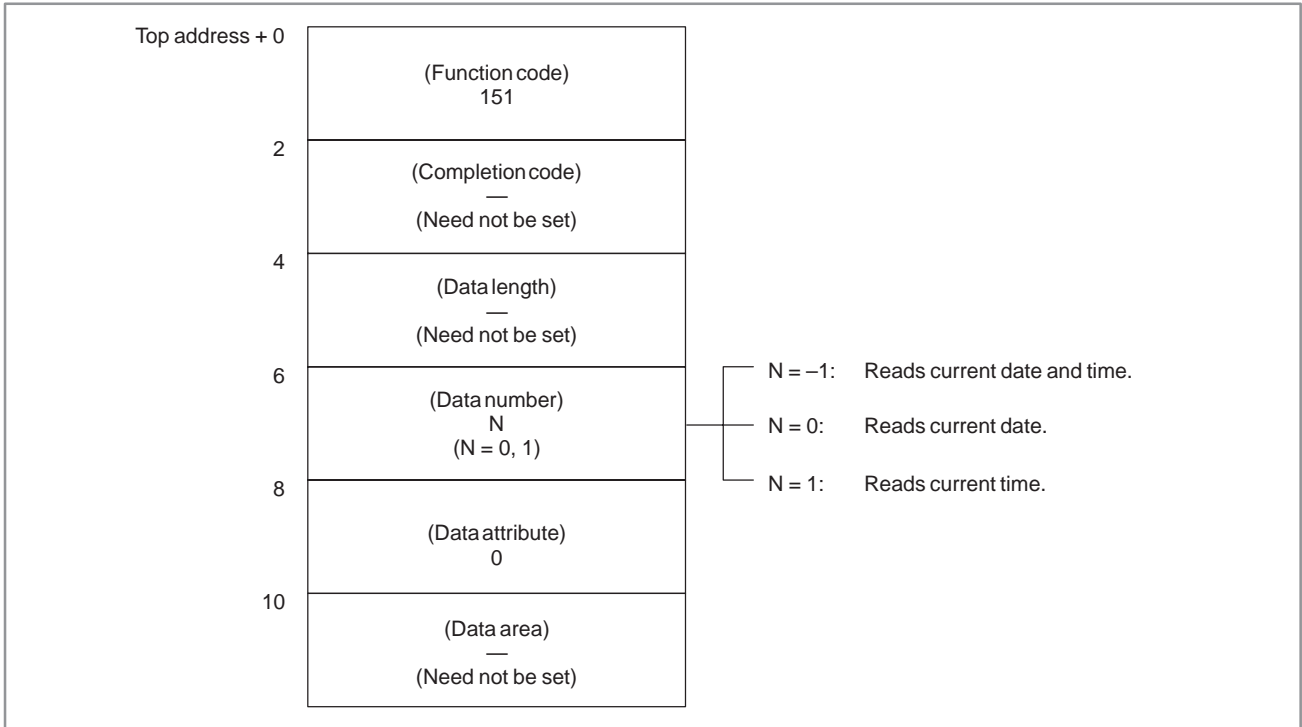 Top address + 0
(Function code)
151
2
(Completion code)
—
(Need not be set)
4
(Data length)
—
(Need not be set)
6
(Data number)
N
(N = 0, 1)
N = –1: Reads current date and time.
N = 0: Reads current date.
N = 1: Reads current time.
8
(Data attribute)
0
10
(Data area)
—
(Need not be set)